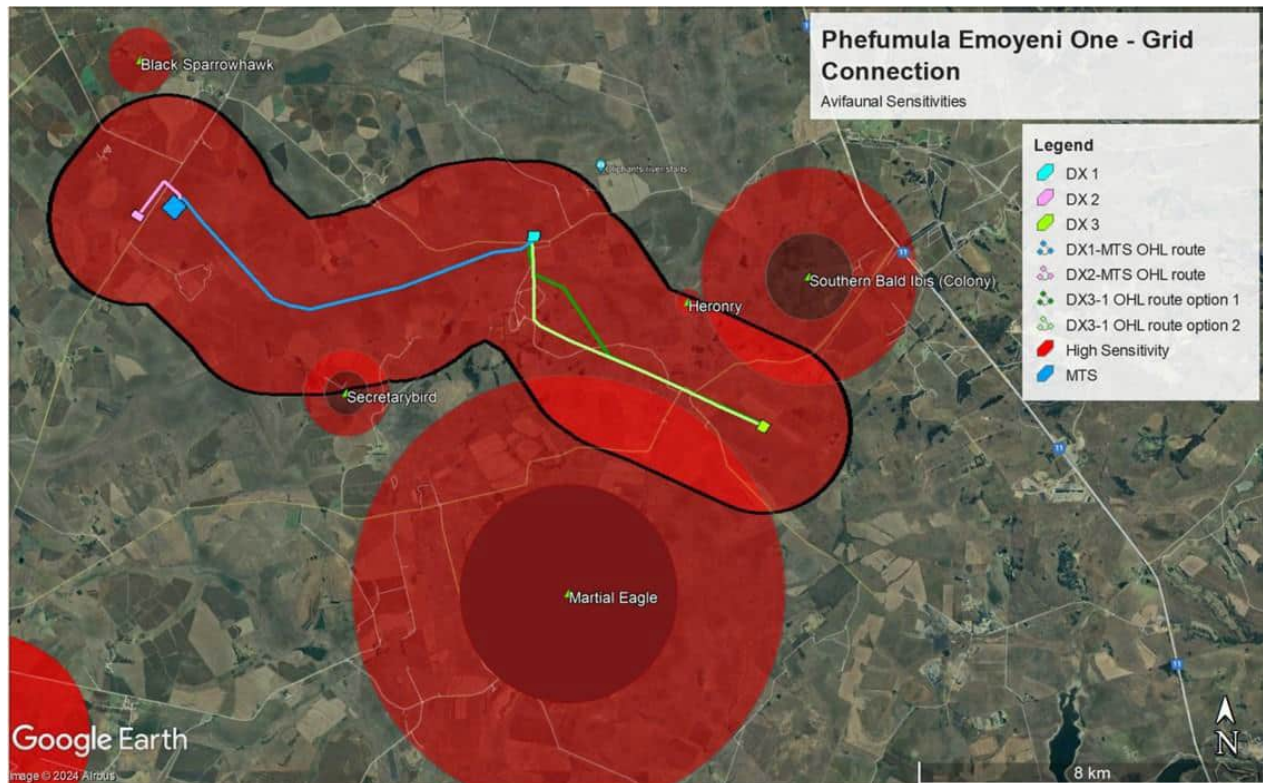 Phefumula Emoyeni One - Grid
Connection
Avifaunal Sensitivities
Legend
DX 1
DX 2
DX 3
DX1-MTS OHL route
DX2-MTS OHL route
DX3-1 OHL route option 1
DX3-1 OHL route option 2
High Sensitivity
MTS
Black Sparrowhawk
Southern Bald Ibis (Colony)
Heronry
Secretarybird
Martial Eagle
11
11
11
Google Earth
Image © 2024 Airbus
N
8 km